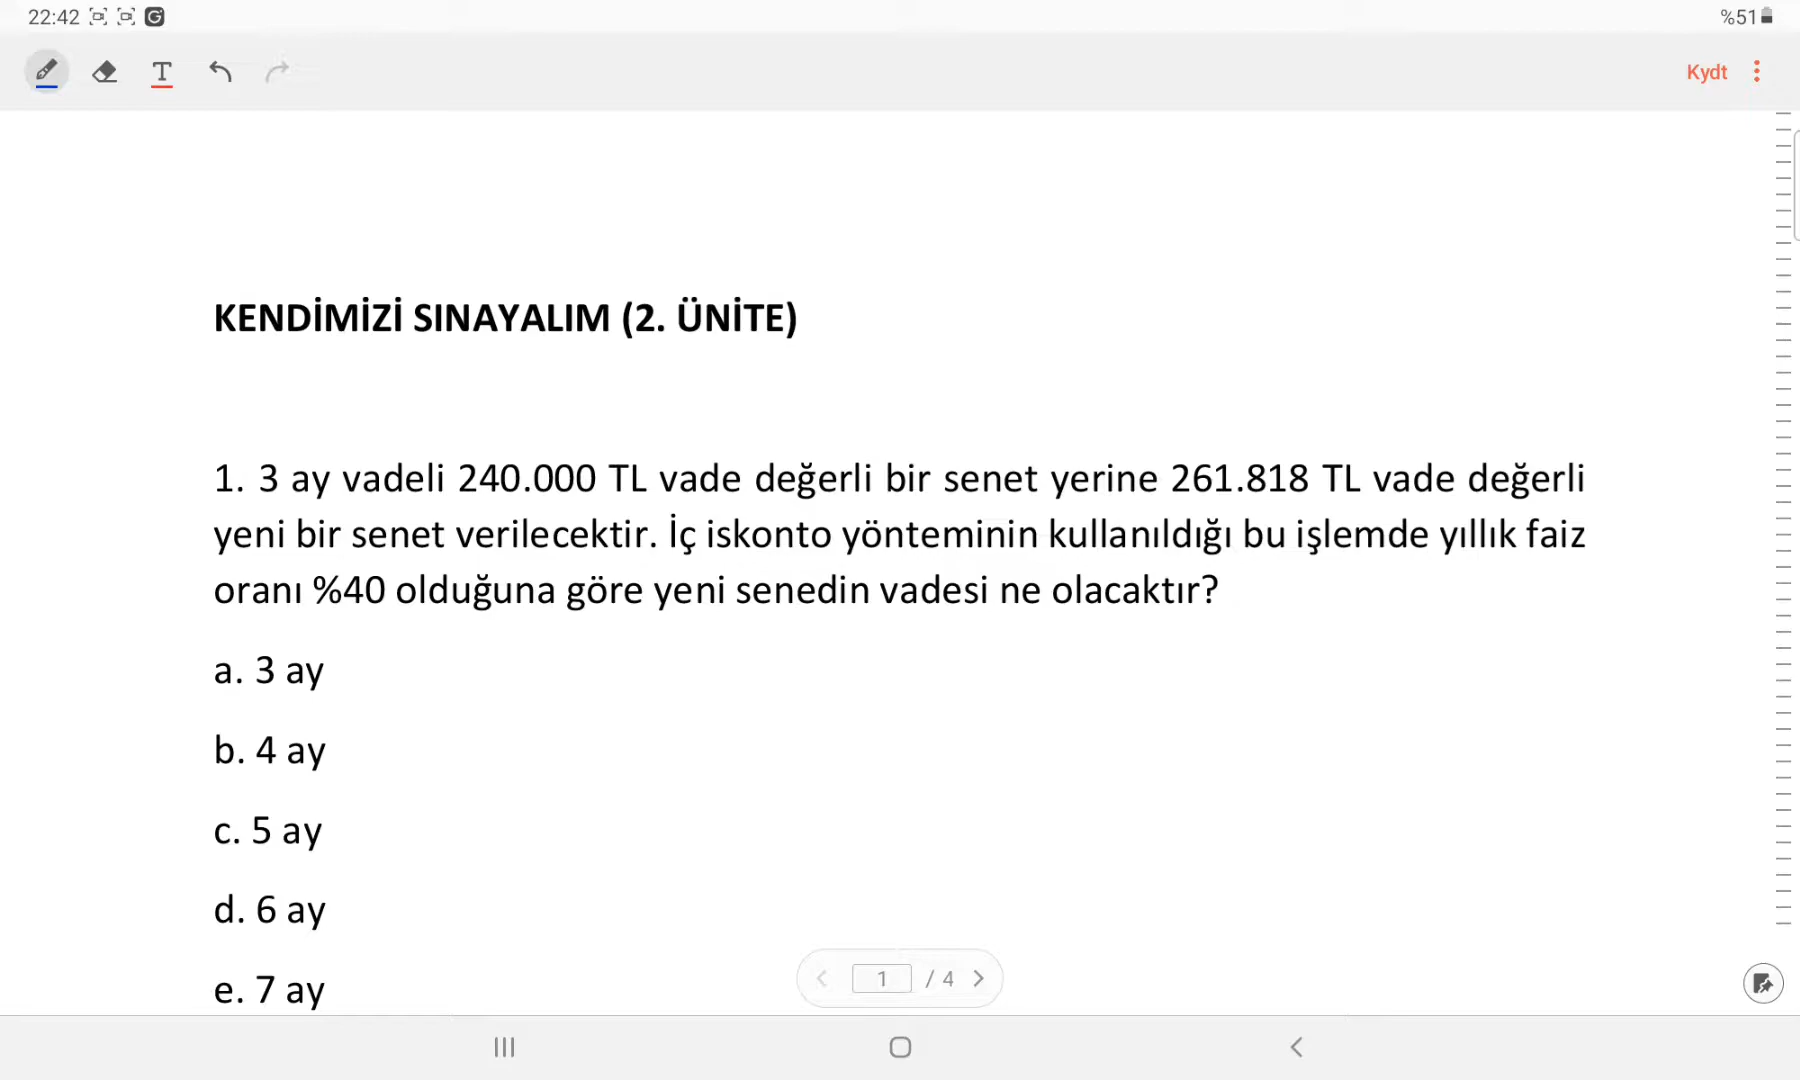 22:42
%51
T
Kydt
KENDİMİZİ SINAYALIM (2. ÜNİTE)
1. 3 ay vadeli 240.000 TL vade değerli bir senet yerine 261.818 TL vade değerli
yeni bir senet verilecektir. İç iskonto yönteminin kullanıldığı bu işlemde yıllık faiz
oranı %40 olduğuna göre yeni senedin vadesi ne olacaktır?
a. 3 ay
b. 4 ay
c. 5 ay
d. 6 ay
e. 7 ay
1 / 4